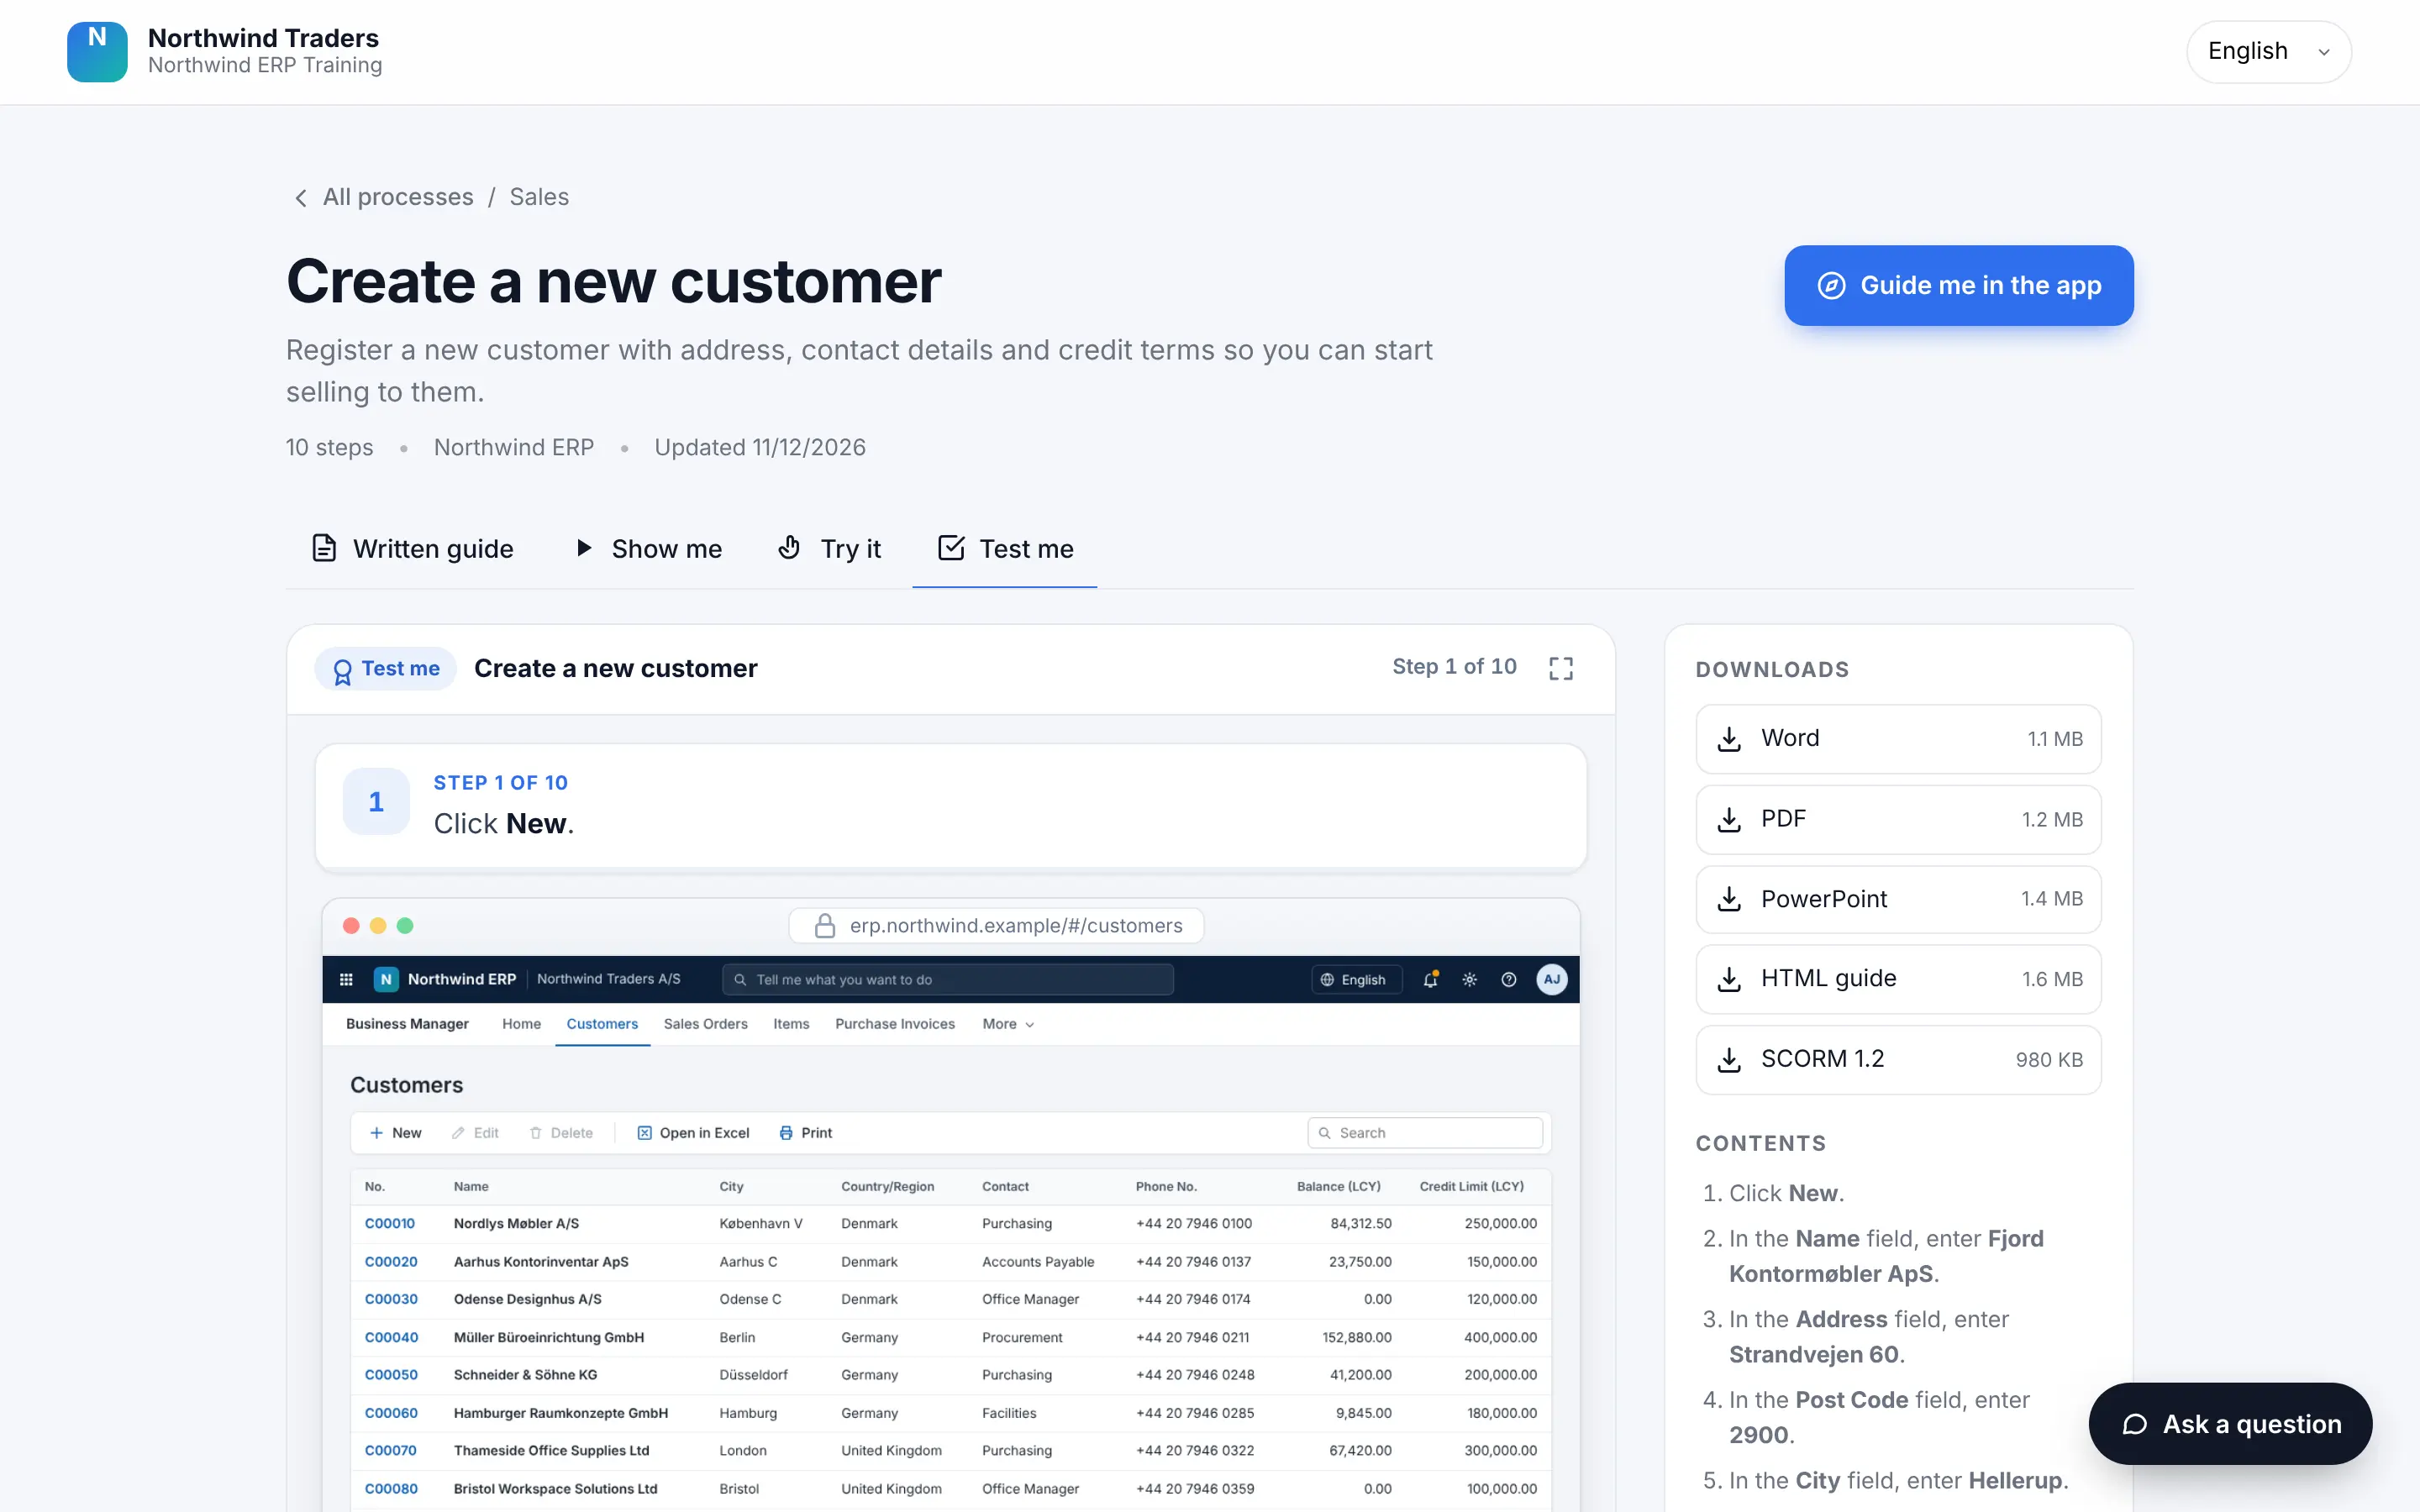 N
Northwind Traders
Northwind ERP Training
English
All processes / Sales
Create a new customer
Guide me in the app
Register a new customer with address, contact details and credit terms so you can start
selling to them.
10 steps • Northwind ERP • Updated 11/12/2026
Written guide
Show me
Try it
Test me
Test me
Create a new customer
Step 1 of 10
1
STEP 1 OF 10
Click New.
erp.northwind.example/#/customers
N Northwind ERP Northwind Traders A/S
Tell me what you want to do
English
AJ
Business Manager Home Customers Sales Orders Items Purchase Invoices More
Customers
New Edit Delete Open in Excel Print Search
No. Name City Country/Region Contact Phone No. Balance (LCY) Credit Limit (LCY)
C00010 Nordlys Møbler A/S København V Denmark Purchasing +44 20 7946 0100 84,312.50 250,000.00
C00020 Aarhus Kontorinventar ApS Aarhus C Denmark Accounts Payable +44 20 7946 0137 23,750.00 150,000.00
C00030 Odense Designhus A/S Odense C Denmark Office Manager +44 20 7946 0174 0.00 120,000.00
C00040 Müller Büroeinrichtung GmbH Berlin Germany Procurement +44 20 7946 0211 152,880.00 400,000.00
C00050 Schneider & Söhne KG Düsseldorf Germany Purchasing +44 20 7946 0248 41,200.00 200,000.00
C00060 Hamburger Raumkonzepte GmbH Hamburg Germany Facilities +44 20 7946 0285 9,845.00 180,000.00
C00070 Thameside Office Supplies Ltd London United Kingdom Purchasing +44 20 7946 0322 67,420.00 300,000.00
C00080 Bristol Workspace Solutions Ltd Bristol United Kingdom Office Manager +44 20 7946 0359 0.00 100,000.00
DOWNLOADS
Word 1.1 MB
PDF 1.2 MB
PowerPoint 1.4 MB
HTML guide 1.6 MB
SCORM 1.2 980 KB
CONTENTS
1. Click New.
2. In the Name field, enter Fjord
Kontormøbler ApS.
3. In the Address field, enter
Strandvejen 60.
4. In the Post Code field, enter
2900.
5. In the City field, enter Hellerup.
Ask a question